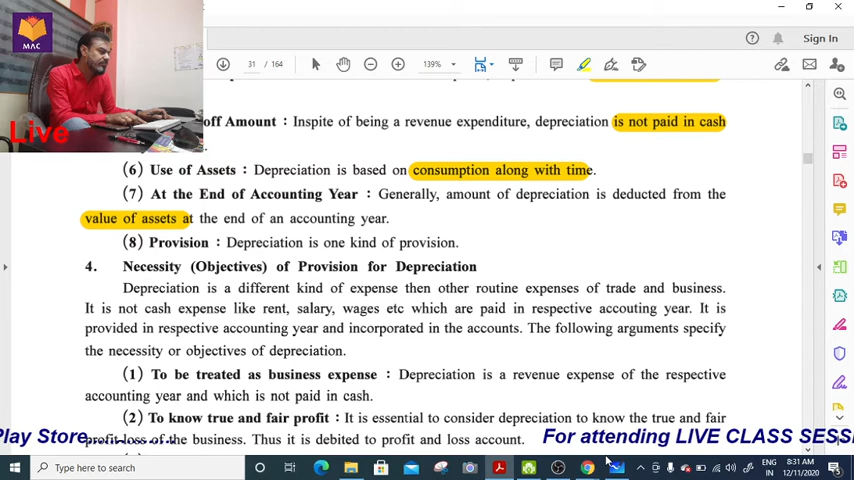 MAC
Live
Sign In
31 / 164
139%
off Amount : Inspite of being a revenue expenditure, depreciation is not paid in cash
(6) Use of Assets : Depreciation is based on consumption along with time.
(7) At the End of Accounting Year : Generally, amount of depreciation is deducted from the
value of assets at the end of an accounting year.
(8) Provision : Depreciation is one kind of provision.
4. Necessity (Objectives) of Provision for Depreciation
Depreciation is a different kind of expense then other routine expenses of trade and business.
It is not cash expense like rent, salary, wages etc which are paid in respective accouting year. It is
provided in respective accounting year and incorporated in the accounts. The following arguments specify
the necessity or objectives of depreciation.
(1) To be treated as business expense : Depreciation is a revenue expense of the respective
accounting year and which is not paid in cash.
(2) To know true and fair profit : It is essential to consider depreciation to know the true and fair
profit-loss of the business. Thus it is debited to profit and loss account.
Play Store............... For attending LIVE CLASS SESS
Type here to search
ENG
IN
8:31 AM
12/11/2020